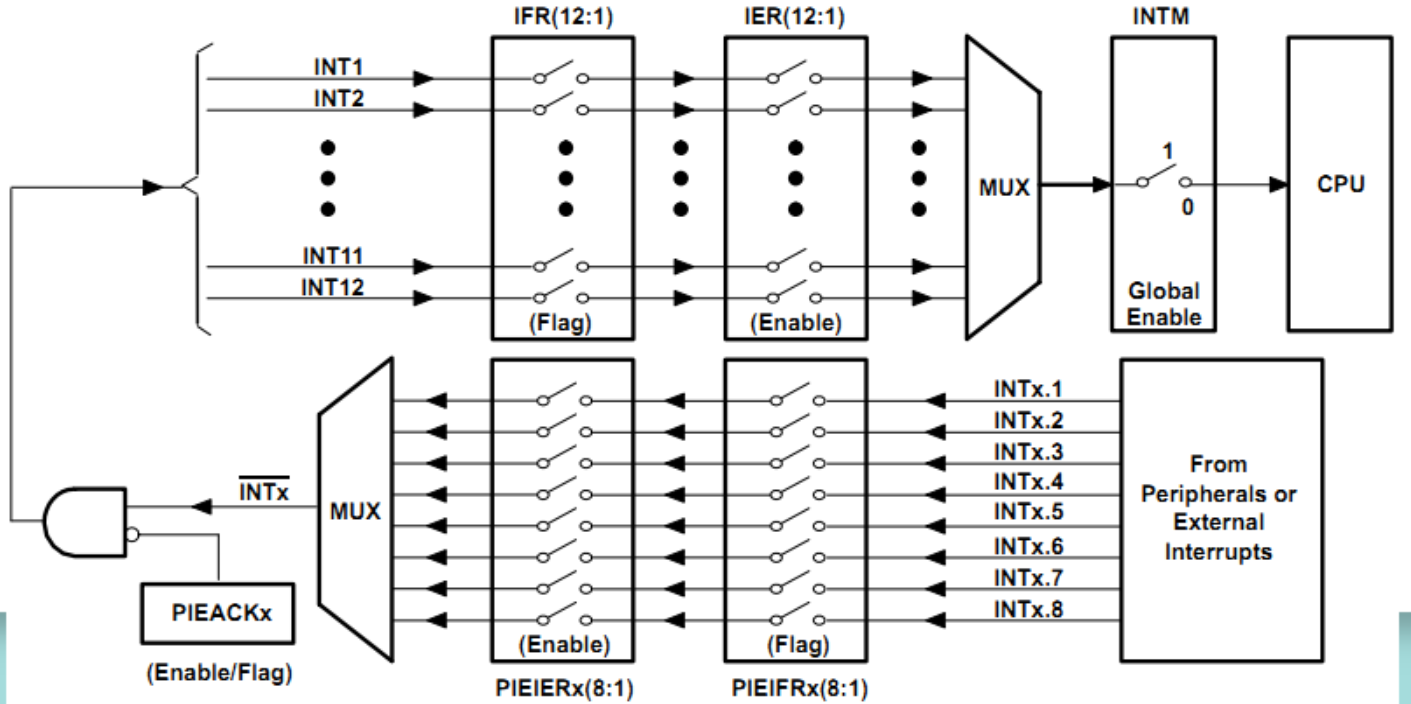 IFR(12:1)
IER(12:1)
INTM
INT1
INT2
MUX
1
0
CPU
INT11
INT12
(Flag)
(Enable)
Global
Enable
INTx.1
INTx.2
INTx.3
INTx.4
INTx.5
INTx.6
INTx.7
INTx.8
From
Peripherals or
External
Interrupts
INTx
MUX
PIEACKx
(Enable/Flag)
(Enable)
(Flag)
PIEIERx(8:1)
PIEIFRx(8:1)